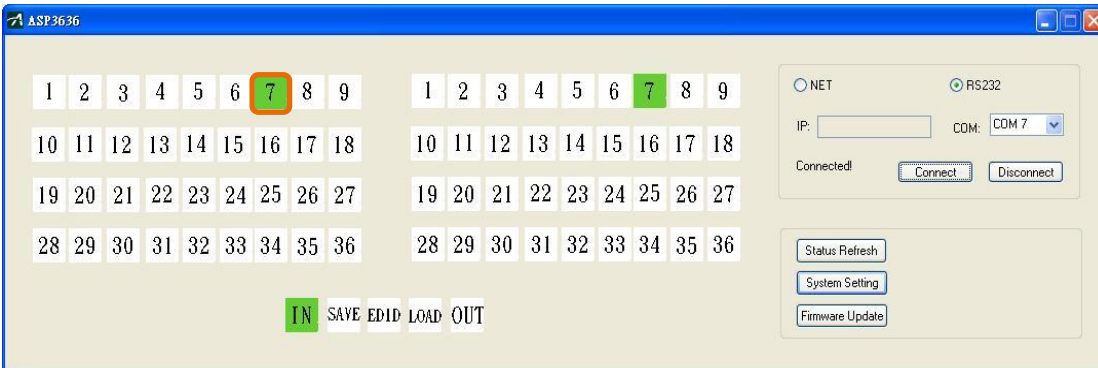 ASP3636
1 2 3 4 5 6 7 8 9 1 2 3 4 5 6 7 8 9
10 11 12 13 14 15 16 17 18 10 11 12 13 14 15 16 17 18
19 20 21 22 23 24 25 26 27 19 20 21 22 23 24 25 26 27
28 29 30 31 32 33 34 35 36 28 29 30 31 32 33 34 35 36
IN SAVE EDID LOAD OUT
NET RS232
IP: COM: COM 7
Connected! Connect Disconnect
Status Refresh
System Setting
Firmware Update